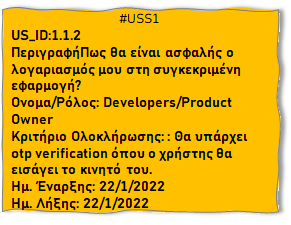 #USS1
US_ID:1.1.2
ΠεριγραφήΠως θα είναι ασφαλής ο
λογαριασμός μου στη συγκεκριμένη
εφαρμογή?
Ονομα/Ρόλος: Developers/Product
Owner
Κριτήριο Ολοκλήρωσης: : Θα υπάρχει
otp verification όπου ο χρήστης θα
εισάγει το κινητό του.
Ημ. Έναρξης: 22/1/2022
Ημ. Λήξης: 22/1/2022